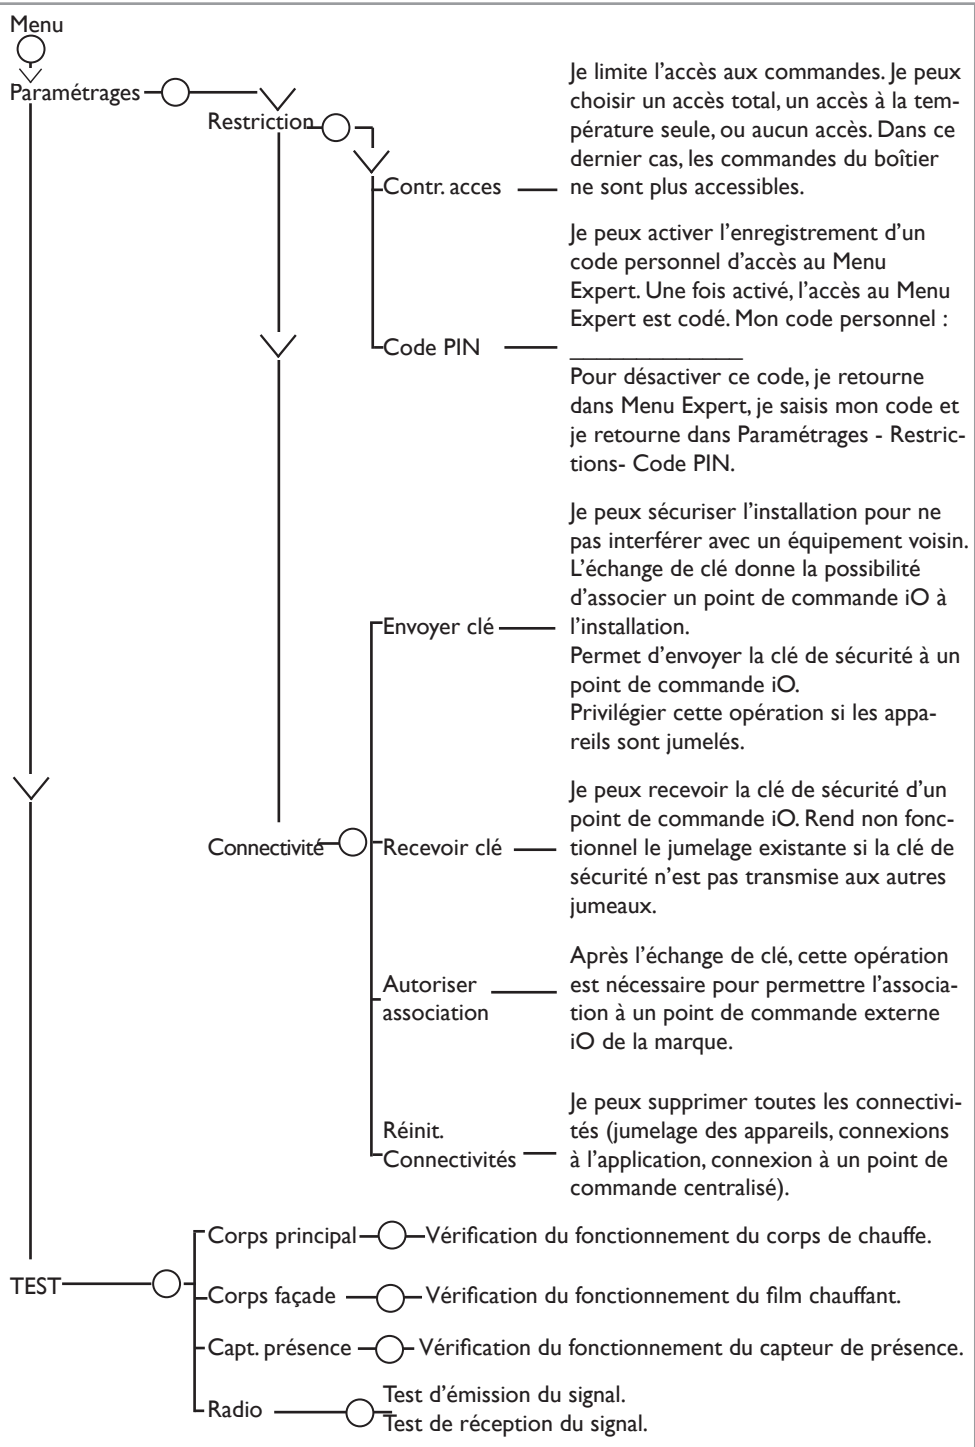 Menu
Paramétrages
Restriction
Contr. acces
Je limite l'accès aux commandes. Je peux
choisir un accès total, un accès à la tem-
pérature seule, ou aucun accès. Dans ce
dernier cas, les commandes du boîtier
ne sont plus accessibles.
Code PIN
Je peux activer l'enregistrement d'un
code personnel d'accès au Menu
Expert. Une fois activé, l'accès au Menu
Expert est codé. Mon code personnel :
_____________
Pour désactiver ce code, je retourne
dans Menu Expert, je saisis mon code et
je retourne dans Paramétrages - Restric-
tions- Code PIN.
Connectivité
Envoyer clé
Je peux sécuriser l'installation pour ne
pas interférer avec un équipement voisin.
L'échange de clé donne la possibilité
d'associer un point de commande iO à
l'installation.
Permet d'envoyer la clé de sécurité à un
point de commande iO.
Privilégier cette opération si les appa-
reils sont jumelés.
Recevoir clé
Je peux recevoir la clé de sécurité d'un
point de commande iO. Rend non fonc-
tionnel le jumelage existante si la clé de
sécurité n'est pas transmise aux autres
jumeaux.
Autoriser
association
Après l'échange de clé, cette opération
est nécessaire pour permettre l'associa-
tion à un point de commande externe
iO de la marque.
Réinit.
Connectivités
Je peux supprimer toutes les connectivi-
tés (jumelage des appareils, connexions
à l'application, connexion à un point de
commande centralisé).
TEST
Corps principal
Vérification du fonctionnement du corps de chauffe.
Corps façade
Vérification du fonctionnement du film chauffant.
Capt. présence
Vérification du fonctionnement du capteur de présence.
Radio
Test d'émission du signal.
Test de réception du signal.